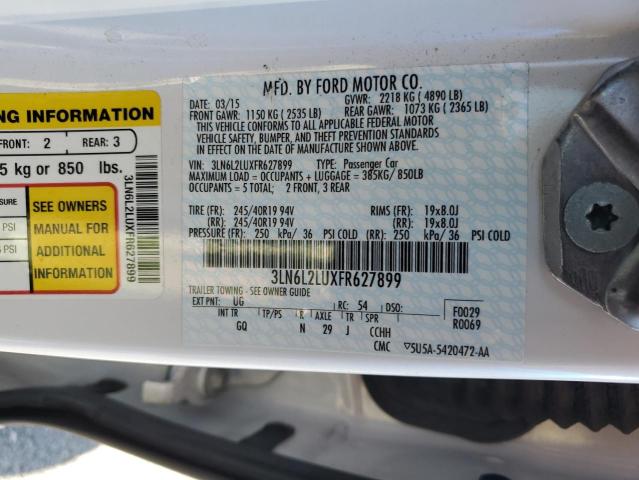 MFD. BY FORD MOTOR CO.
DATE: 03/15 GVWR: 2218 KG ( 4890 LB)
FRONT GAWR: 1150 KG ( 2535 LB) REAR GAWR: 1073 KG ( 2365 LB)
THIS VEHICLE CONFORMS TO ALL APPLICABLE FEDERAL MOTOR
VEHICLE SAFETY, BUMPER, AND THEFT PREVENTION STANDARDS
IN EFFECT ON THE DATE OF MANUFACTURE SHOWN ABOVE.
VIN: 3LN6L2LUXFR627899 TYPE: Passenger Car
MAXIMUM LOAD = OCCUPANTS + LUGGAGE = 385KG/ 850LB
OCCUPANTS = 5 TOTAL; 2 FRONT, 3 REAR
TIRE (FR): 245/40R19 94V RIMS (FR): 19x8.0J
(RR): 245/40R19 94V (RR): 19x8.0J
PRESSURE (FR): 250 kPa/ 36 PSI COLD (RR): 250 kPa/ 36 PSI COLD
3LN6L2LUXFR627899
TRAILER TOWING - SEE OWNER GUIDE
EXT PNT: UG RC: 54 DSO: F0029
INT TR TP/PS R AXLE TR SPR R0069
GQ N 29 J CCHH
CMC ▽5U5A-5420472-AA
NG INFORMATION
FRONT: 2 REAR: 3
5 kg or 850 lbs.
SURE
PSI
SEE OWNERS
MANUAL FOR
ADDITIONAL
INFORMATION
3LN6L2LUXFR627899